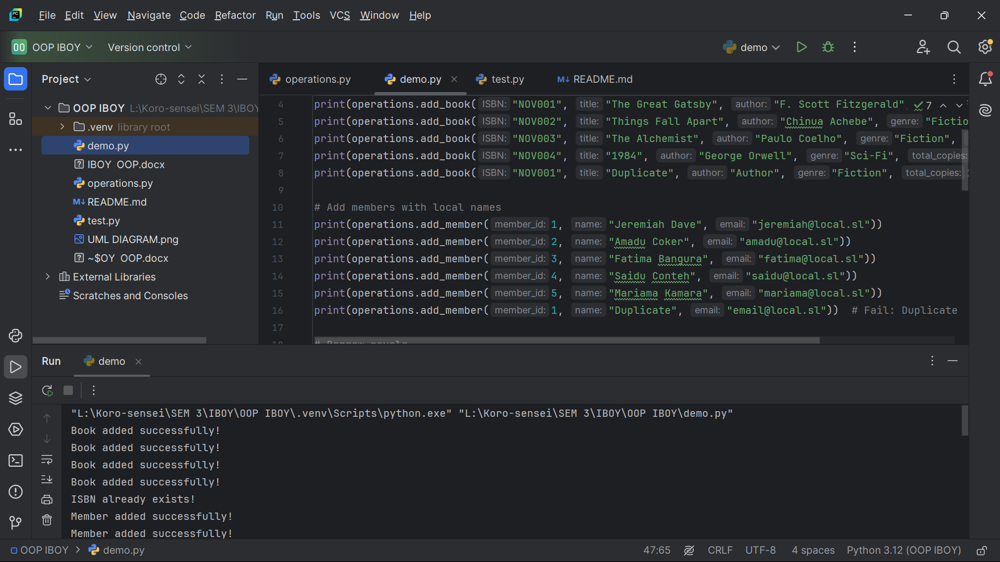 File Edit View Navigate Code Refactor Run Tools VCS Window Help
OO OOP IBOY Version control demo
Project
operations.py demo.py test.py README.md
OOP IBOY L:\Koro-sensei\SEM 3\IBOY
.venv library root
demo.py
IBOY OOP.docx
operations.py
README.md
test.py
UML DIAGRAM.png
~$OY OOP.docx
External Libraries
Scratches and Consoles
4 print(operations.add_book( ISBN: "NOV001", title: "The Great Gatsby", author: "F. Scott Fitzgerald" 7
5 print(operations.add_book( ISBN: "NOV002", title: "Things Fall Apart", author: "Chinua Achebe", genre: "Fictio
6 print(operations.add_book( ISBN: "NOV003", title: "The Alchemist", author: "Paulo Coelho", genre: "Fiction",
7 print(operations.add_book( ISBN: "NOV004", title: "1984", author: "George Orwell", genre: "Sci-Fi", total_copies:
8 print(operations.add_book( ISBN: "NOV001", title: "Duplicate", author: "Author", genre: "Fiction", total_copies:
9
10 # Add members with local names
11 print(operations.add_member( member_id: 1, name: "Jeremiah Dave", email: "jeremiah@local.sl"))
12 print(operations.add_member( member_id: 2, name: "Amadu Coker", email: "amadu@local.sl"))
13 print(operations.add_member( member_id: 3, name: "Fatima Bangura", email: "fatima@local.sl"))
14 print(operations.add_member( member_id: 4, name: "Saidu Conteh", email: "saidu@local.sl"))
15 print(operations.add_member( member_id: 5, name: "Mariama Kamara", email: "mariama@local.sl"))
16 print(operations.add_member( member_id: 1, name: "Duplicate", email: "email@local.sl")) # Fail: Duplicate
17
Run demo
"L:\Koro-sensei\SEM 3\IBOY\OOP IBOY\.venv\Scripts\python.exe" "L:\Koro-sensei\SEM 3\IBOY\OOP IBOY\demo.py"
Book added successfully!
Book added successfully!
Book added successfully!
Book added successfully!
ISBN already exists!
Member added successfully!
Member added successfully!
OOP IBOY demo.py 47:65 CRLF UTF-8 4 spaces Python 3.12 (OOP IBOY)